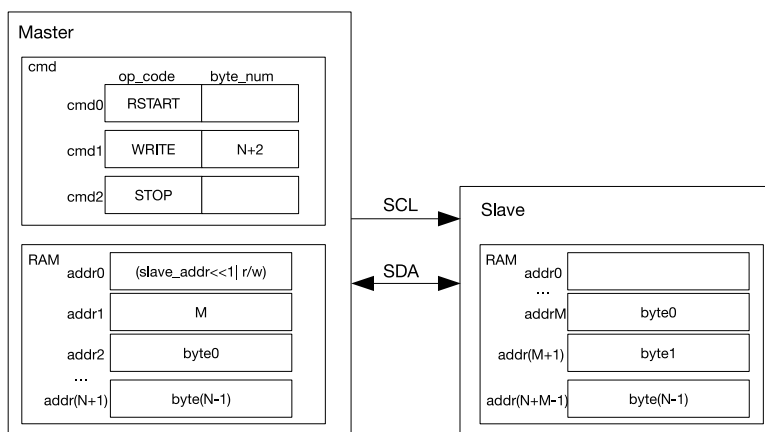 Master
cmd
op_code byte_num
cmd0 RSTART
cmd1 WRITE N+2
cmd2 STOP
RAM
addr0 (slave_addr<<1| r/w)
addr1 M
addr2 byte0
...
addr(N+1) byte(N-1)
SCL
SDA
Slave
RAM
addr0
...
addrM byte0
addr(M+1) byte1
addr(N+M-1) byte(N-1)